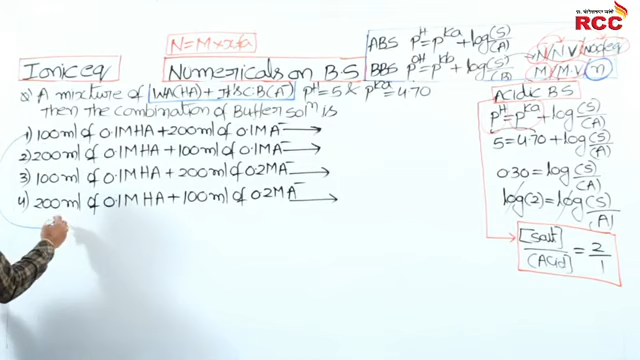 RCC
N=M×xfa
ABS pH=pKa+log(S)/(A)
BBS pOH=pKb+log(S)/(B)
N/N.V/no.geq
M/M.V/n
Ionic eq
Numericals on B.S
Q) A mixture of WA(HA)+It's C.B(A⁻) pH=5 & pKa=4.70
then the combination of Buffer solⁿ is
1) 100ml of 0.1M HA+200ml of 0.1M A⁻→
2) 200ml of 0.1M HA+100ml of 0.1M A⁻→
3) 100ml of 0.1M HA+200ml of 0.2M A⁻→
4) 200ml of 0.1M HA+100ml of 0.2M A⁻→
Acidic B.S
pH=pKa+log(S)/(A)
5=4.70+log(S)/(A)
0.30=log(S)/(A)
log(2)=log(S)/(A)
[Salt]/(Acid)=2/1